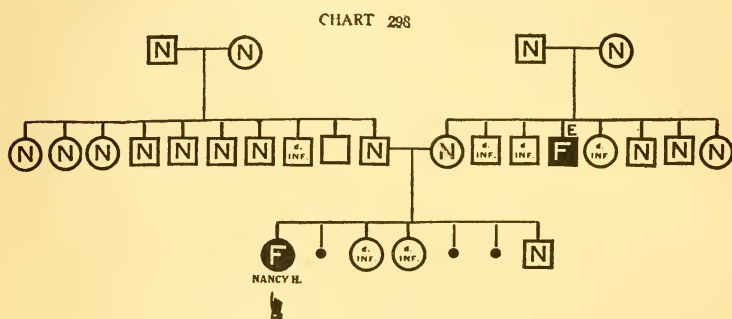 CHART 298
N N N N
E
N N N N N N N d. INF. N N d. INF. d. INF. F d. INF. N N N
F d. INF. d. INF. N
NANCY H.